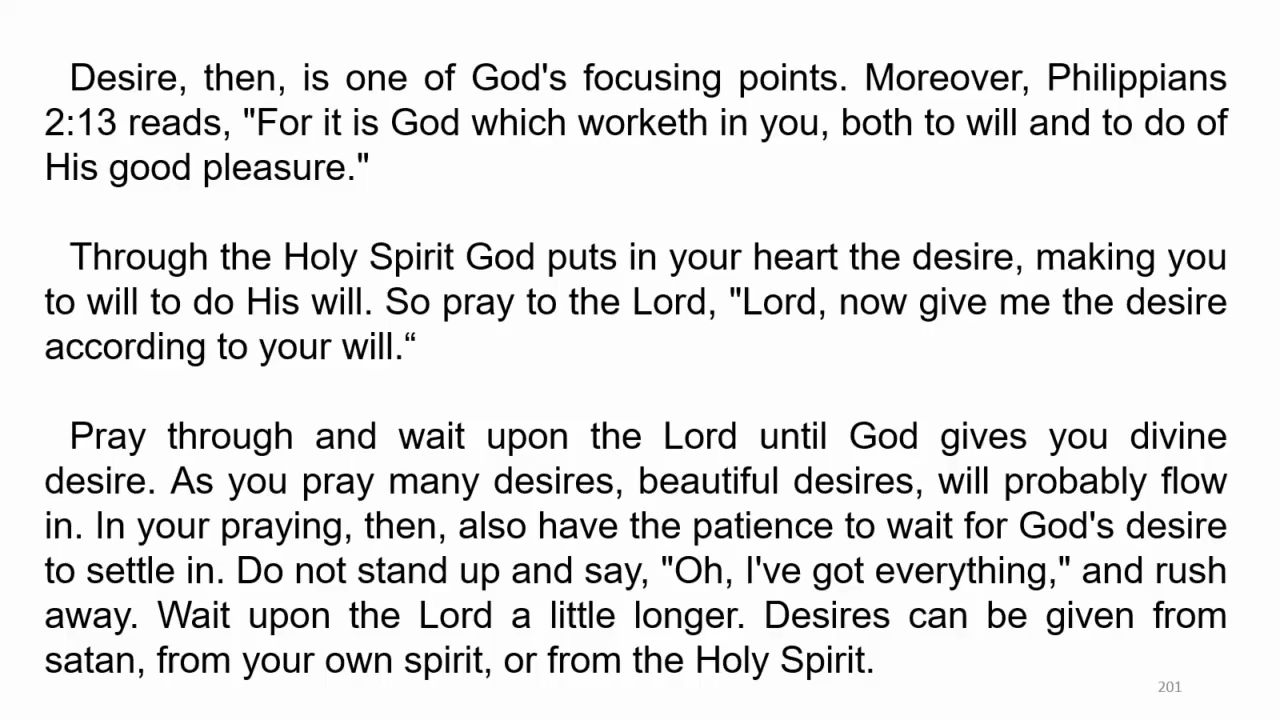 Desire, then, is one of God's focusing points. Moreover, Philippians
2:13 reads, "For it is God which worketh in you, both to will and to do of
His good pleasure."
Through the Holy Spirit God puts in your heart the desire, making you
to will to do His will. So pray to the Lord, "Lord, now give me the desire
according to your will.“
Pray through and wait upon the Lord until God gives you divine
desire. As you pray many desires, beautiful desires, will probably flow
in. In your praying, then, also have the patience to wait for God's desire
to settle in. Do not stand up and say, "Oh, I've got everything," and rush
away. Wait upon the Lord a little longer. Desires can be given from
satan, from your own spirit, or from the Holy Spirit.
201